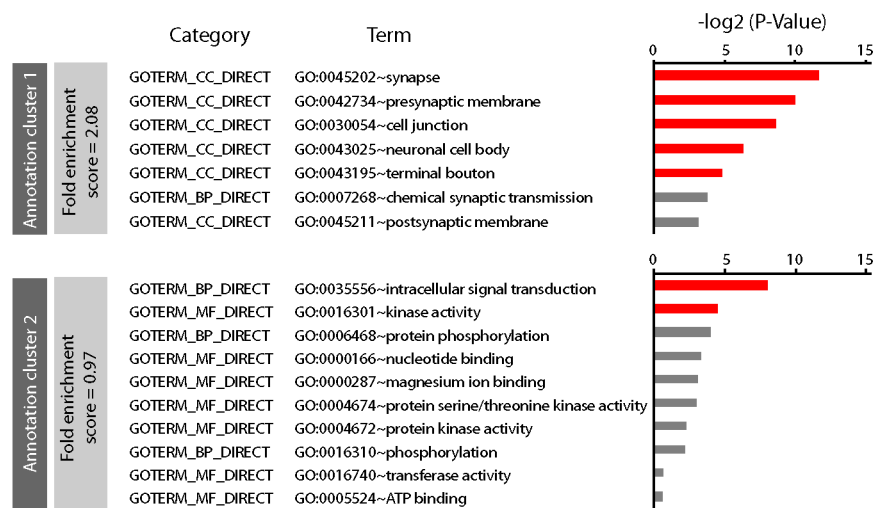 Category Term -log2 (P-Value)
0 5 10 15
Annotation cluster 1
Fold enrichment
score = 2.08
GOTERM_CC_DIRECT GO:0045202~synapse
GOTERM_CC_DIRECT GO:0042734~presynaptic membrane
GOTERM_CC_DIRECT GO:0030054~cell junction
GOTERM_CC_DIRECT GO:0043025~neuronal cell body
GOTERM_CC_DIRECT GO:0043195~terminal bouton
GOTERM_BP_DIRECT GO:0007268~chemical synaptic transmission
GOTERM_CC_DIRECT GO:0045211~postsynaptic membrane
0 5 10 15
Annotation cluster 2
Fold enrichment
score = 0.97
GOTERM_BP_DIRECT GO:0035556~intracellular signal transduction
GOTERM_MF_DIRECT GO:0016301~kinase activity
GOTERM_BP_DIRECT GO:0006468~protein phosphorylation
GOTERM_MF_DIRECT GO:0000166~nucleotide binding
GOTERM_MF_DIRECT GO:0000287~magnesium ion binding
GOTERM_MF_DIRECT GO:0004674~protein serine/threonine kinase activity
GOTERM_MF_DIRECT GO:0004672~protein kinase activity
GOTERM_BP_DIRECT GO:0016310~phosphorylation
GOTERM_MF_DIRECT GO:0016740~transferase activity
GOTERM_MF_DIRECT GO:0005524~ATP binding